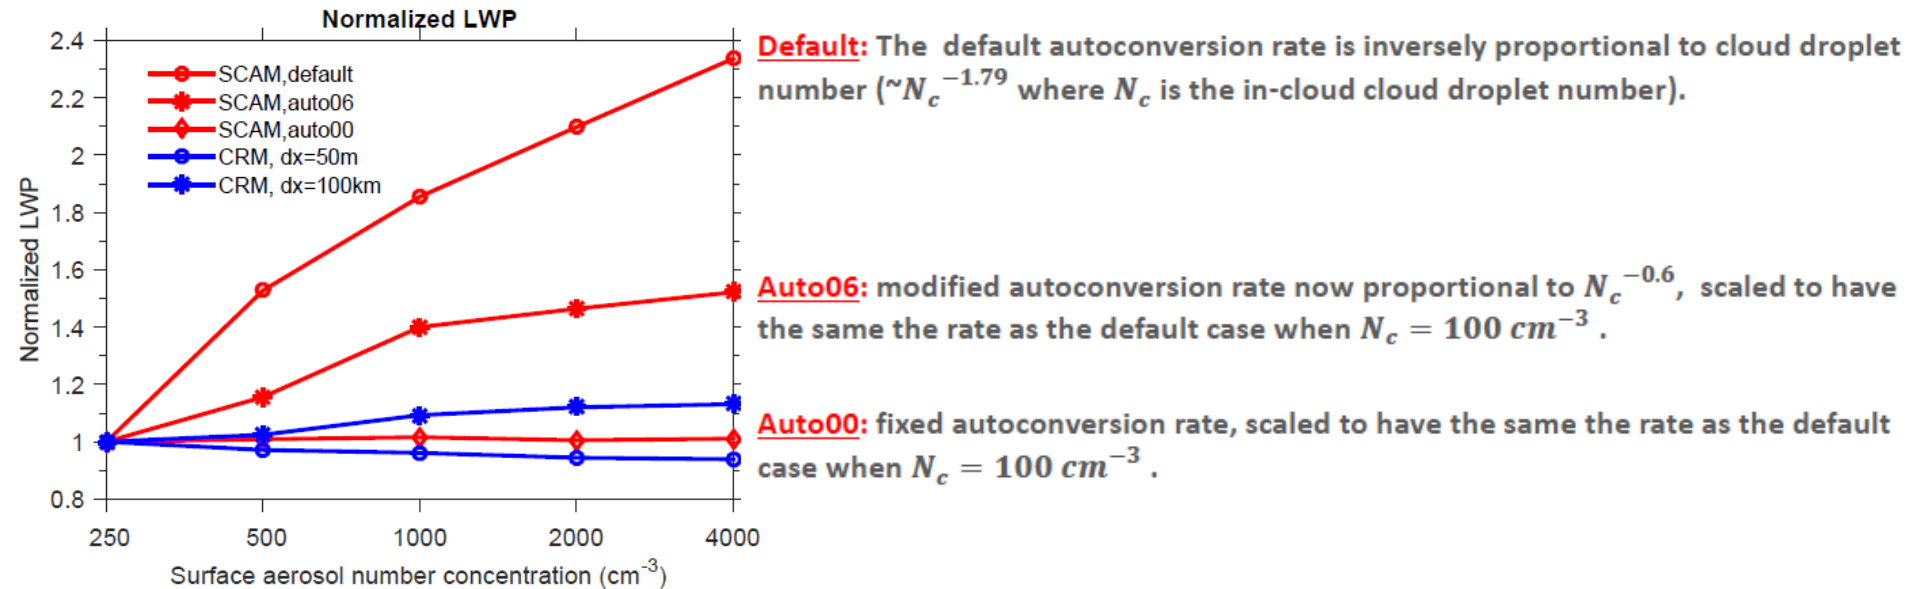 Normalized LWP
2.4
2.2
2
1.8
1.6
1.4
1.2
1
0.8
Normalized LWP
SCAM,default
SCAM,auto06
SCAM,auto00
CRM, dx=50m
CRM, dx=100km
250 500 1000 2000 4000
Surface aerosol number concentration (cm⁻³)
Default: The default autoconversion rate is inversely proportional to cloud droplet
number (~N_c^−1.79 where N_c is the in-cloud cloud droplet number).
Auto06: modified autoconversion rate now proportional to N_c^−0.6, scaled to have
the same the rate as the default case when N_c = 100 cm⁻³ .
Auto00: fixed autoconversion rate, scaled to have the same the rate as the default
case when N_c = 100 cm⁻³ .